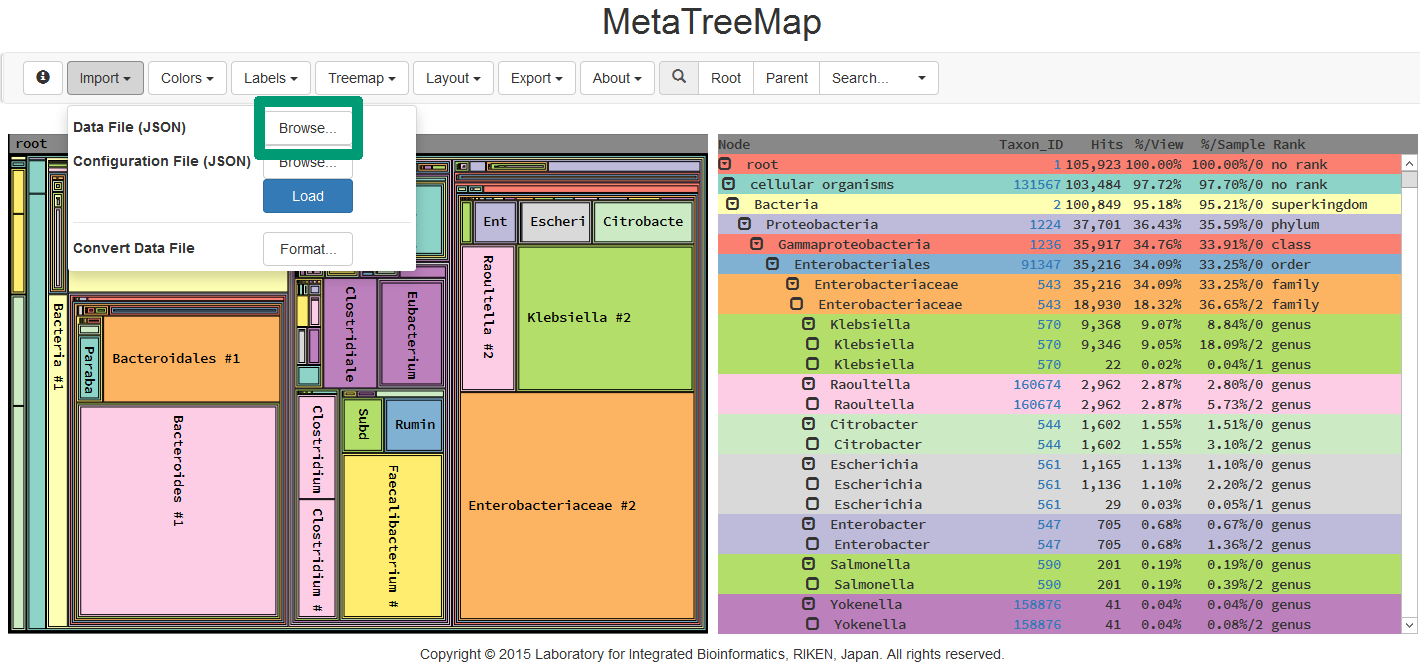 MetaTreeMap
Import Colors Labels Treemap Layout Export About Root Parent Search...
Data File (JSON) Browse...
Configuration File (JSON) Browse...
Load
Convert Data File Format...
root
Bacteria #1
Paraba
Bacteroidales #1
Bacteroides #1
Clostridiale
Eubacterium
Clostridium
Clostridium #
Subd
Rumin
Faecalibacterium #
Ent
Escheri
Citrobacte
Raoultella #2
Klebsiella #2
Enterobacteriaceae #2
Node Taxon_ID Hits %/View %/Sample Rank
root 1 105,923 100.00% 100.00%/0 no rank
cellular organisms 131567 103,484 97.72% 97.70%/0 no rank
Bacteria 2 100,849 95.18% 95.21%/0 superkingdom
Proteobacteria 1224 37,701 36.43% 35.59%/0 phylum
Gammaproteobacteria 1236 35,917 34.76% 33.91%/0 class
Enterobacteriales 91347 35,216 34.09% 33.25%/0 order
Enterobacteriaceae 543 35,216 34.09% 33.25%/0 family
Enterobacteriaceae 543 18,930 18.32% 36.65%/2 family
Klebsiella 570 9,368 9.07% 8.84%/0 genus
Klebsiella 570 9,346 9.05% 18.09%/2 genus
Klebsiella 570 22 0.02% 0.04%/1 genus
Raoultella 160674 2,962 2.87% 2.80%/0 genus
Raoultella 160674 2,962 2.87% 5.73%/2 genus
Citrobacter 544 1,602 1.55% 1.51%/0 genus
Citrobacter 544 1,602 1.55% 3.10%/2 genus
Escherichia 561 1,165 1.13% 1.10%/0 genus
Escherichia 561 1,136 1.10% 2.20%/2 genus
Escherichia 561 29 0.03% 0.05%/1 genus
Enterobacter 547 705 0.68% 0.67%/0 genus
Enterobacter 547 705 0.68% 1.36%/2 genus
Salmonella 590 201 0.19% 0.19%/0 genus
Salmonella 590 201 0.19% 0.39%/2 genus
Yokenella 158876 41 0.04% 0.04%/0 genus
Yokenella 158876 41 0.04% 0.08%/2 genus
Copyright © 2015 Laboratory for Integrated Bioinformatics, RIKEN, Japan. All rights reserved.